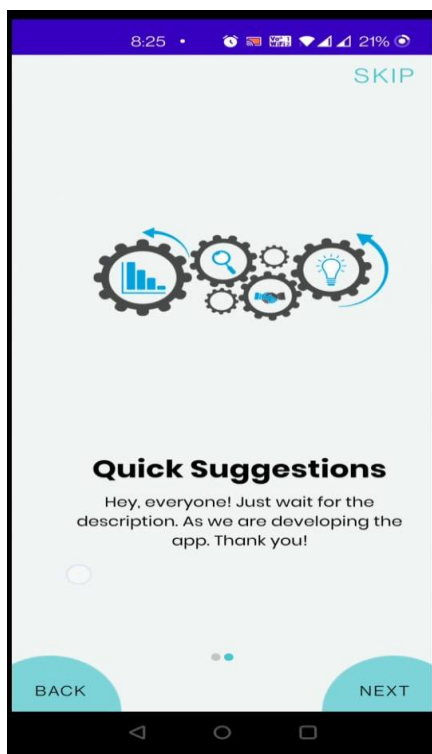 8:25 21%
SKIP
Quick Suggestions
Hey, everyone! Just wait for the
description. As we are developing the
app. Thank you!
BACK NEXT